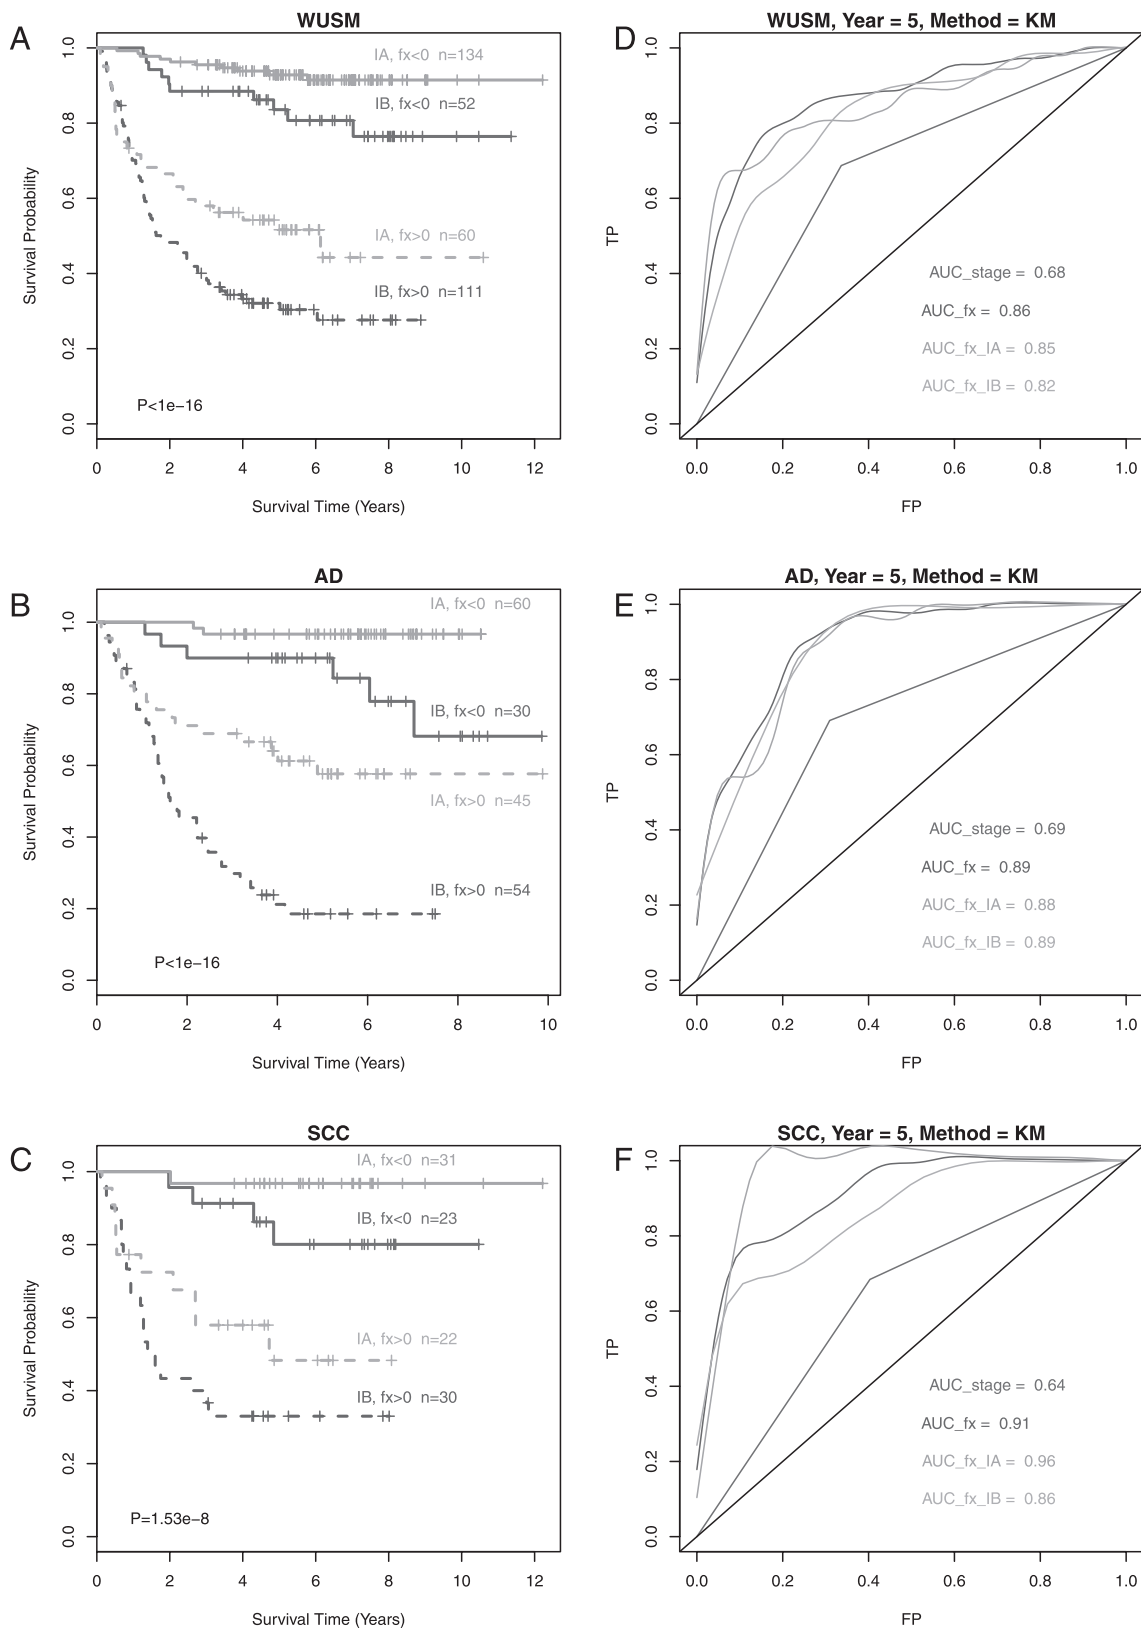 A
WUSM
Survival Probability
1.0
0.8
0.6
0.4
0.2
0.0
IA, fx<0 n=134
IB, fx<0 n=52
IA, fx>0 n=60
IB, fx>0 n=111
P<1e−16
0 2 4 6 8 10 12
Survival Time (Years)
D
WUSM, Year = 5, Method = KM
TP
1.0
0.8
0.6
0.4
0.2
0.0
AUC_stage = 0.68
AUC_fx = 0.86
AUC_fx_IA = 0.85
AUC_fx_IB = 0.82
0.0 0.2 0.4 0.6 0.8 1.0
FP
B
AD
Survival Probability
1.0
0.8
0.6
0.4
0.2
0.0
IA, fx<0 n=60
IB, fx<0 n=30
IA, fx>0 n=45
IB, fx>0 n=54
P<1e−16
0 2 4 6 8 10
Survival Time (Years)
E
AD, Year = 5, Method = KM
TP
1.0
0.8
0.6
0.4
0.2
0.0
AUC_stage = 0.69
AUC_fx = 0.89
AUC_fx_IA = 0.88
AUC_fx_IB = 0.89
0.0 0.2 0.4 0.6 0.8 1.0
FP
C
SCC
Survival Probability
1.0
0.8
0.6
0.4
0.2
0.0
IA, fx<0 n=31
IB, fx<0 n=23
IA, fx>0 n=22
IB, fx>0 n=30
P=1.53e−8
0 2 4 6 8 10 12
Survival Time (Years)
F
SCC, Year = 5, Method = KM
TP
1.0
0.8
0.6
0.4
0.2
0.0
AUC_stage = 0.64
AUC_fx = 0.91
AUC_fx_IA = 0.96
AUC_fx_IB = 0.86
0.0 0.2 0.4 0.6 0.8 1.0
FP